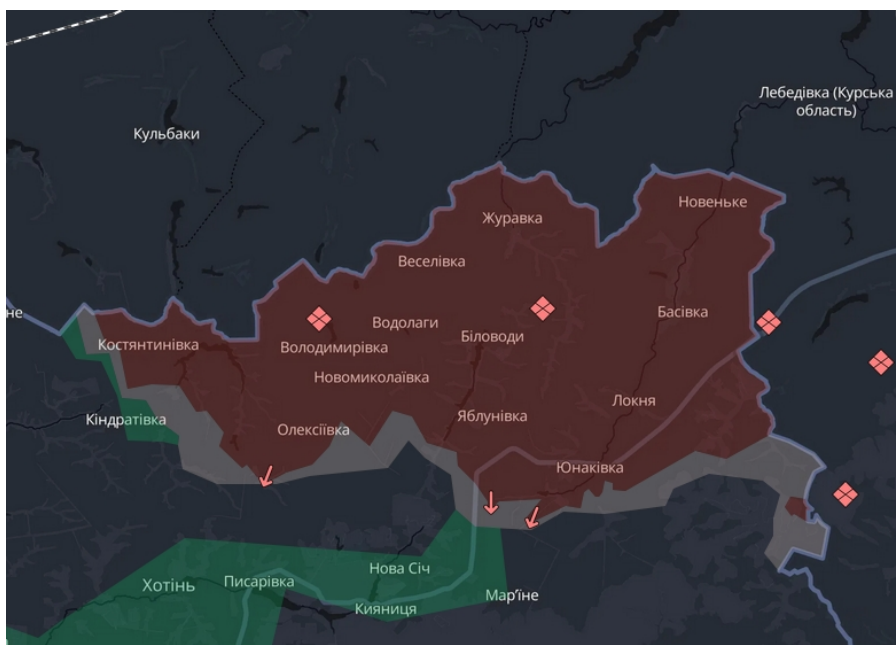 Лебедівка (Курська
область)
Кульбаки
Новеньке
Журавка
Веселівка
не
Басівка
Водолаги
Біловоди
Костянтинівка
Володимирівка
Новомиколаївка
Локня
Яблунівка
Кіндратівка
Олексіївка
Юнаківка
Нова Січ
Хотінь
Писарівка
Мар'їне
Кияниця